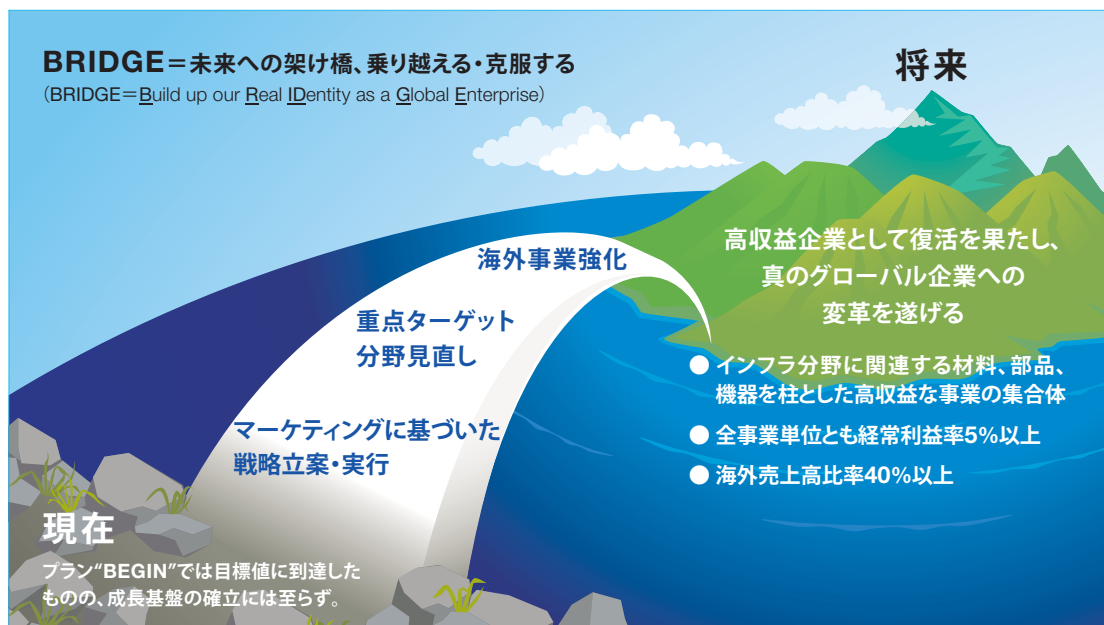 BRIDGE＝未来への架け橋、乗り越える・克服する
（BRIDGE＝Build up our Real IDentity as a Global Enterprise）
将来
高収益企業として復活を果たし、
真のグローバル企業への
変革を遂げる
● インフラ分野に関連する材料、部品、
機器を柱とした高収益な事業の集合体
● 全事業単位とも経常利益率5%以上
● 海外売上高比率40%以上
海外事業強化
重点ターゲット
分野見直し
マーケティングに基づいた
戦略立案・実行
現在
プラン“BEGIN”では目標値に到達した
ものの、成長基盤の確立には至らず。